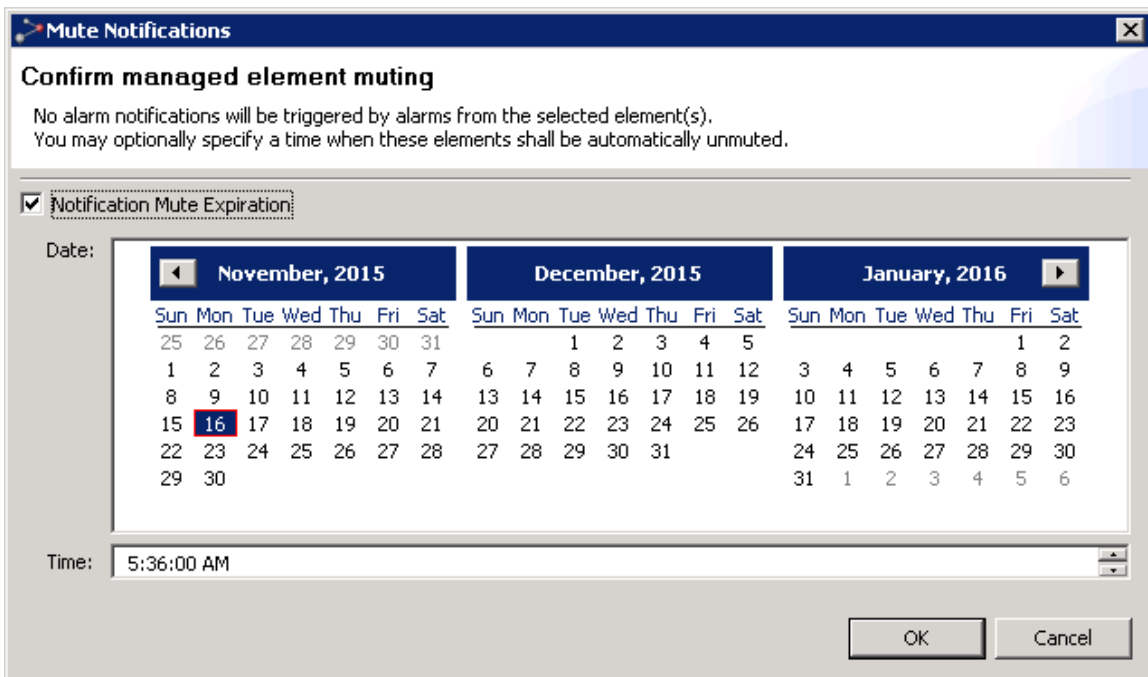 Mute Notifications
Confirm managed element muting
No alarm notifications will be triggered by alarms from the selected element(s).
You may optionally specify a time when these elements shall be automatically unmuted.
Notification Mute Expiration
Date:
November, 2015 December, 2015 January, 2016
Sun Mon Tue Wed Thu Fri Sat Sun Mon Tue Wed Thu Fri Sat Sun Mon Tue Wed Thu Fri Sat
25 26 27 28 29 30 31 1 2 3 4 5 1 2
1 2 3 4 5 6 7 6 7 8 9 10 11 12 3 4 5 6 7 8 9
8 9 10 11 12 13 14 13 14 15 16 17 18 19 10 11 12 13 14 15 16
15 16 17 18 19 20 21 20 21 22 23 24 25 26 17 18 19 20 21 22 23
22 23 24 25 26 27 28 27 28 29 30 31 24 25 26 27 28 29 30
29 30 31 1 2 3 4 5 6
Time: 5:36:00 AM
OK Cancel